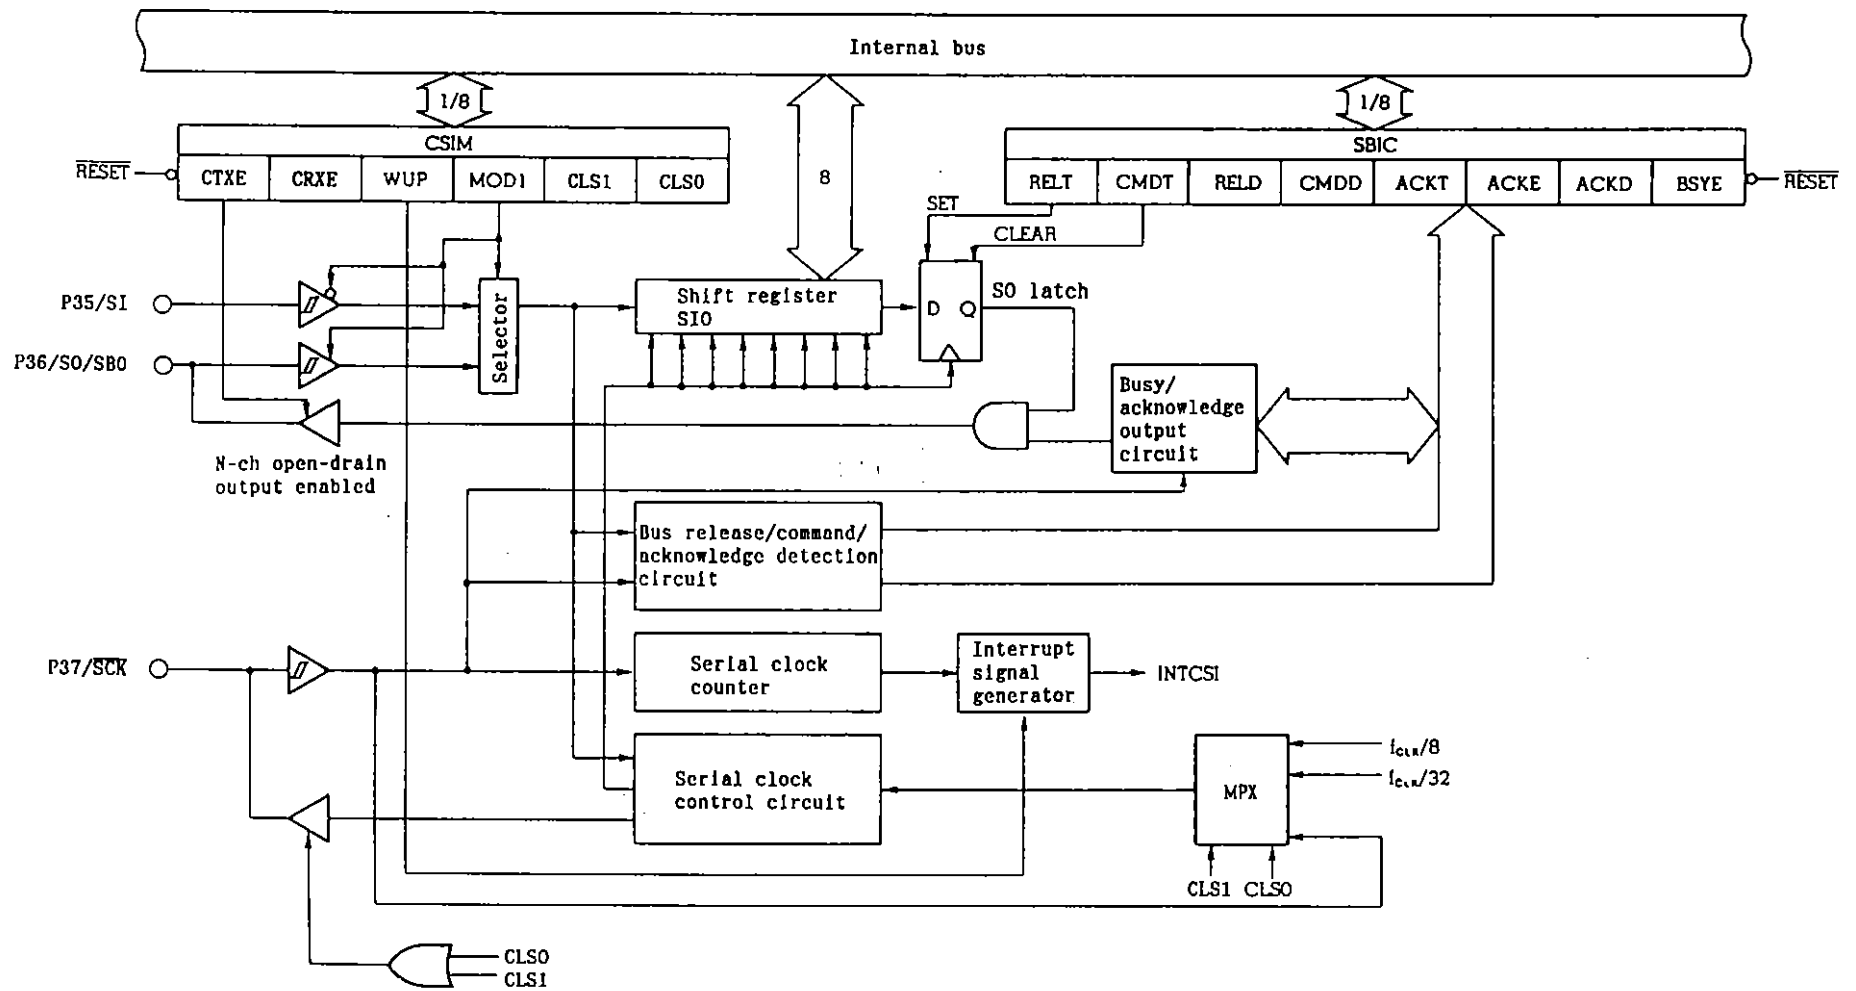 Internal bus
1/8
1/8
CSIM
SBIC
RESET
CTXE CRXE WUP MOD1 CLS1 CLS0
8
RELT CMDT RELD CMDD ACKT ACKE ACKD BSYE
RESET
SET
CLEAR
P35/SI
Selector
Shift register
SIO
D Q
SO latch
P36/SO/SB0
Busy/
acknowledge
output
circuit
N-ch open-drain
output enabled
Bus release/command/
acknowledge detection
circuit
P37/SCK
Serial clock
counter
Interrupt
signal
generator
INTCSI
Serial clock
control circuit
MPX
fCLK/8
fCLK/32
CLS1 CLS0
CLS0
CLS1